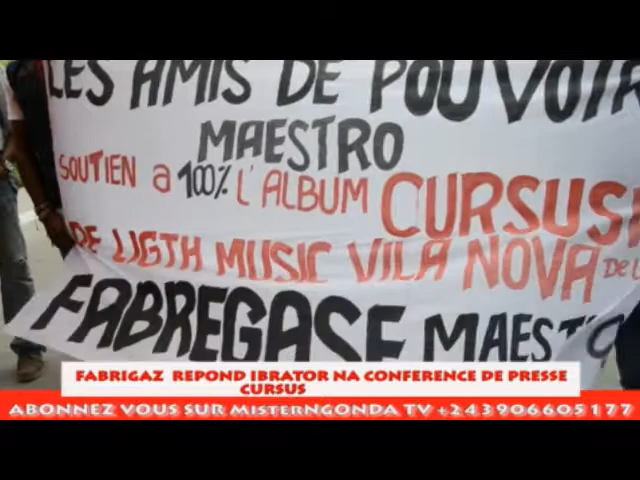 LES AMIS DE POUVOIR
MAESTRO
SOUTIEN a 100% L'ALBUM CURSUS
DE LIGTH MUSIC VILA NOVA De
FABREGASE MAESTRO
FABRIGAZ REPOND IBRATOR NA CONFERENCE DE PRESSE
CURSUS
ABONNEZ VOUS SUR MISTERNGONDA TV +243906605177